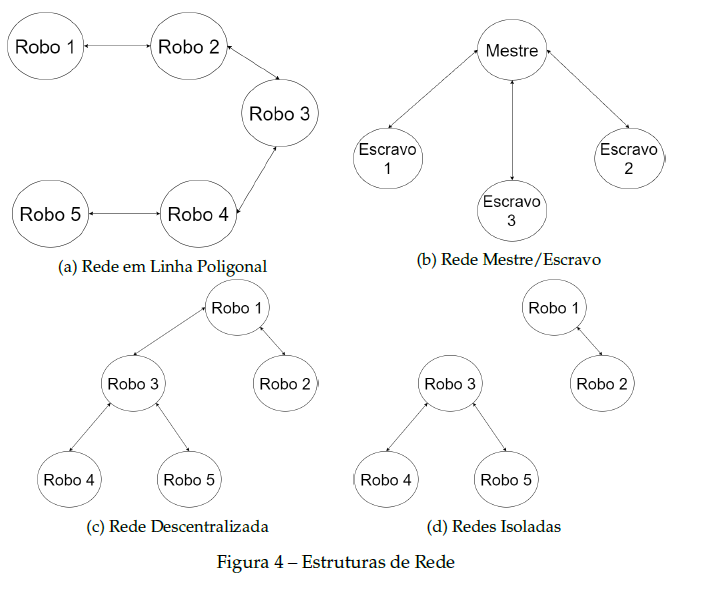 Robo 1
Robo 2
Robo 3
Robo 5
Robo 4
(a) Rede em Linha Poligonal
Mestre
Escravo
1
Escravo
2
Escravo
3
(b) Rede Mestre/Escravo
Robo 1
Robo 3
Robo 2
Robo 4
Robo 5
(c) Rede Descentralizada
Robo 1
Robo 3
Robo 2
Robo 4
Robo 5
(d) Redes Isoladas
Figura 4 – Estruturas de Rede